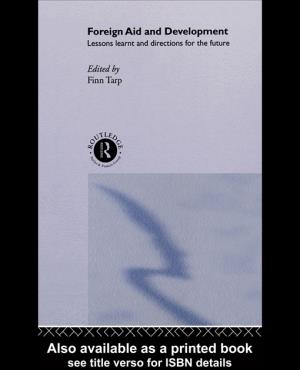 Foreign Aid and Development
Lessons learnt and directions for the future
Edited by
Finn Tarp
ROUTLEDGE
R
Also available as a printed book
see title verso for ISBN details